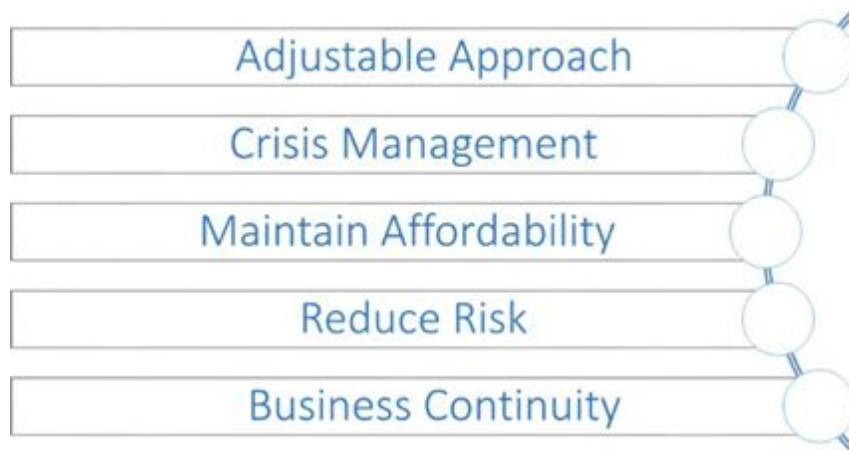 Adjustable Approach
Crisis Management
Maintain Affordability
Reduce Risk
Business Continuity